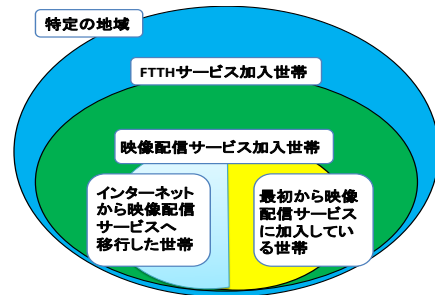 特定の地域
FTTHサービス加入世帯
映像配信サービス加入世帯
インターネット
から映像配信
サービスへ
移行した世帯
最初から映像
配信サービス
に加入してい
る世帯